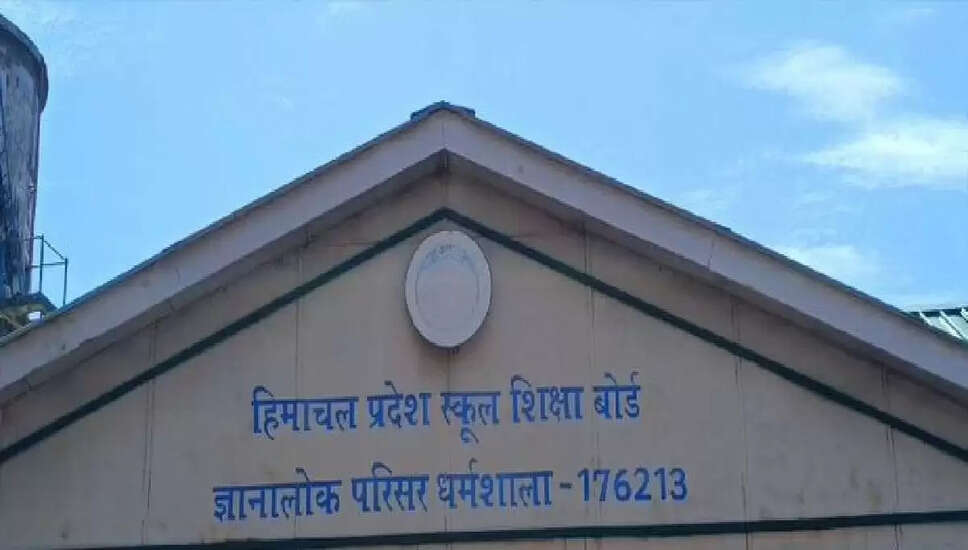 हिमाचल प्रदेश स्कूल शिक्षा बोर्ड
ज्ञानालोक परिसर धर्मशाला - 176213